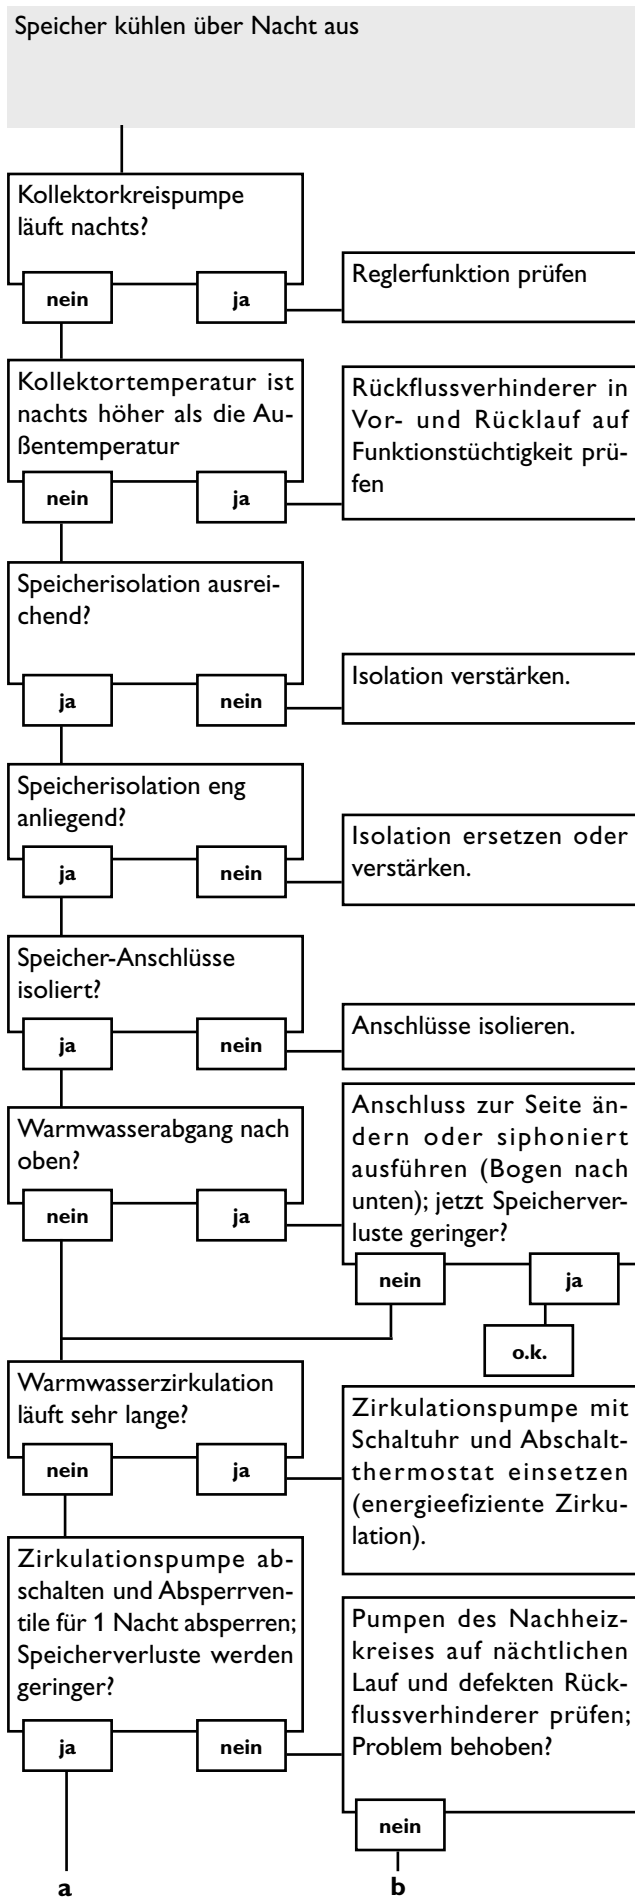 Speicher kühlen über Nacht aus
Kollektorkreispumpe
läuft nachts?
nein
ja
Reglerfunktion prüfen
Kollektortemperatur ist
nachts höher als die Au-
ßentemperatur
nein
ja
Rückflussverhinderer in
Vor- und Rücklauf auf
Funktionstüchtigkeit prü-
fen
Speicherisolation ausrei-
chend?
ja
nein
Isolation verstärken.
Speicherisolation eng
anliegend?
ja
nein
Isolation ersetzen oder
verstärken.
Speicher-Anschlüsse
isoliert?
ja
nein
Anschlüsse isolieren.
Warmwasserabgang nach
oben?
nein
ja
Anschluss zur Seite än-
dern oder siphoniert
ausführen (Bogen nach
unten); jetzt Speicherver-
luste geringer?
nein
ja
o.k.
Warmwasserzirkulation
läuft sehr lange?
nein
ja
Zirkulationspumpe mit
Schaltuhr und Abschalt-
thermostat einsetzen
(energieefiziente Zirku-
lation).
Zirkulationspumpe ab-
schalten und Absperrven-
tile für 1 Nacht absperren;
Speicherverluste werden
geringer?
ja
nein
Pumpen des Nachheiz-
kreises auf nächtlichen
Lauf und defekten Rück-
flussverhinderer prüfen;
Problem behoben?
nein
a
b